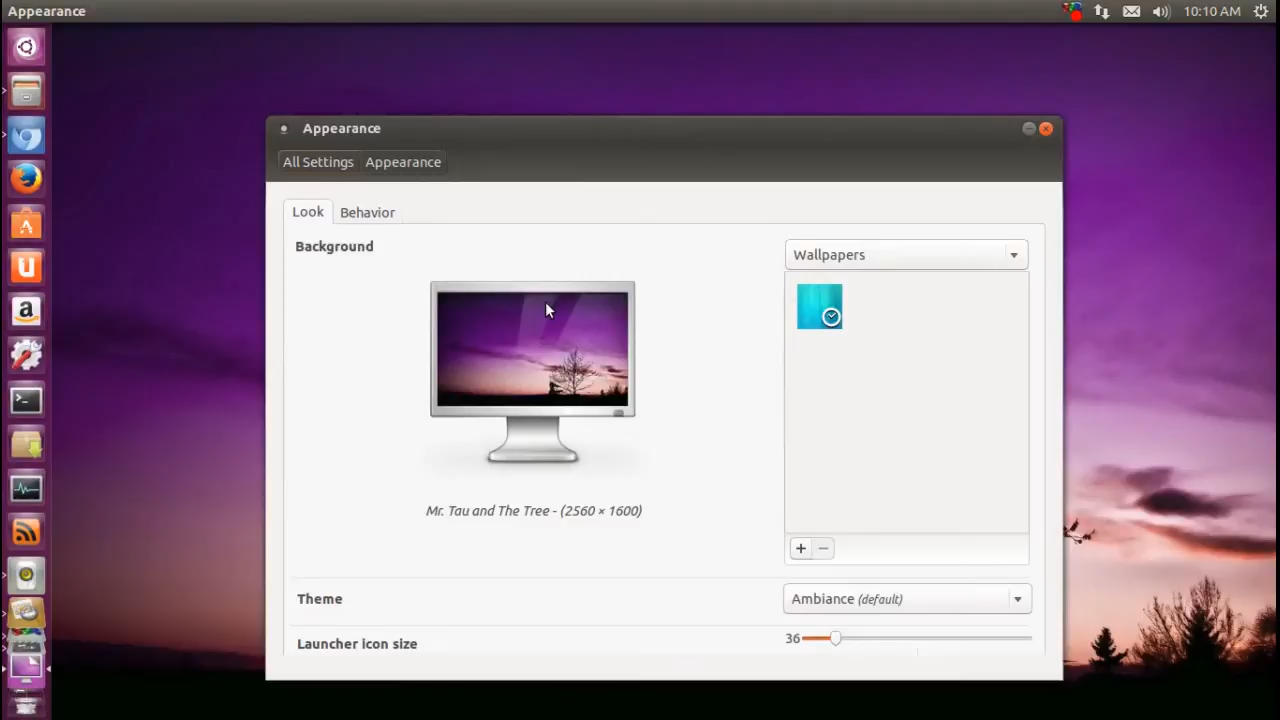 Appearance
10:10 AM
Appearance
All Settings
Appearance
Look
Behavior
Background
Wallpapers
Mr. Tau and The Tree - (2560 × 1600)
Theme
Ambiance (default)
Launcher icon size
36